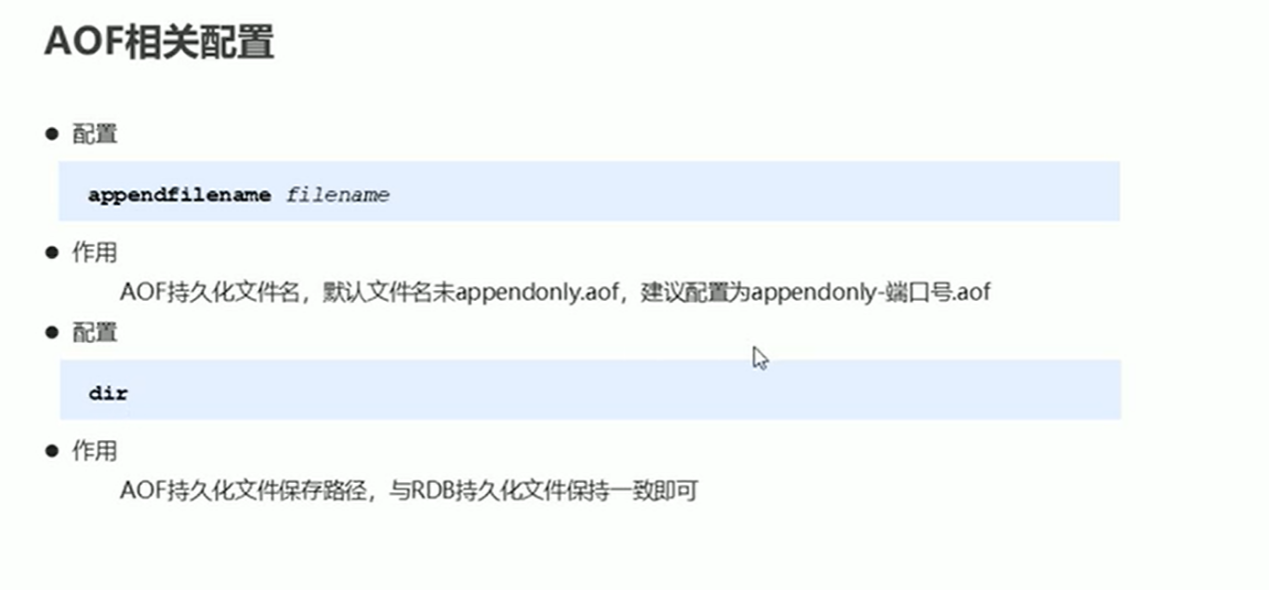 AOF相关配置
● 配置
appendfilename filename
● 作用
AOF持久化文件名，默认文件名未appendonly.aof，建议配置为appendonly-端口号.aof
● 配置
dir
● 作用
AOF持久化文件保存路径，与RDB持久化文件保持一致即可